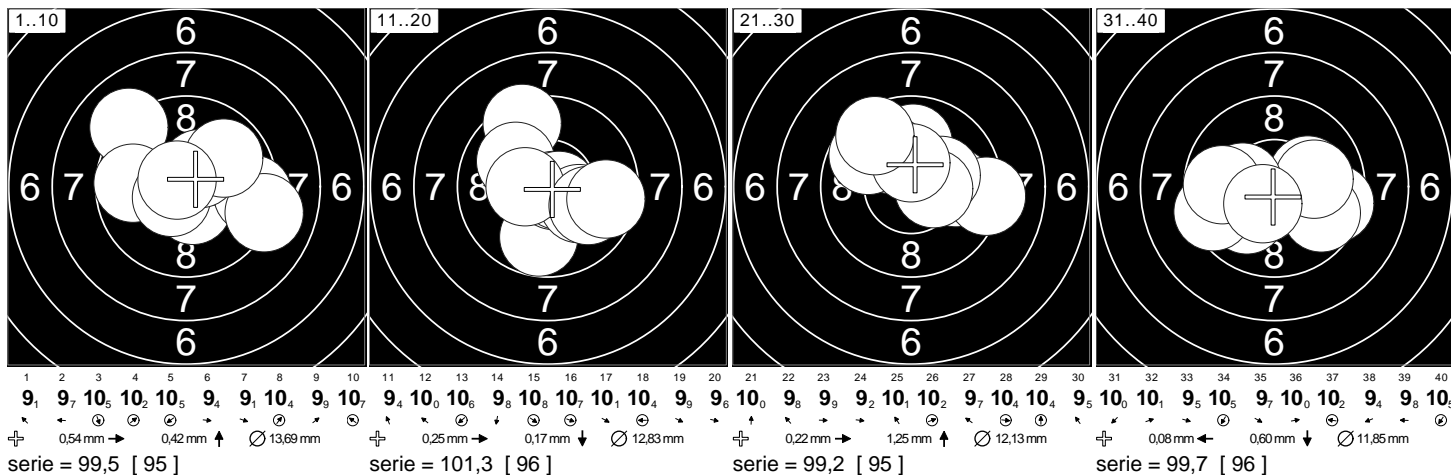 1..10 11..20 21..30 31..40
6 6 6 6
7 7 7 7
8 8
6 7 7 6 6 7 8 7 6 6 7 7 6 6 7 7 6
8 8 8
7 7 7 7
6 6 6 6
1 2 3 4 5 6 7 8 9 10 11 12 13 14 15 16 17 18 19 20 21 22 23 24 25 26 27 28 29 30 31 32 33 34 35 36 37 38 39 40
9₁ 9₇ 10₅ 10₂ 10₅ 9₄ 9₁ 10₄ 9₉ 10₇ 9₄ 10₀ 10₆ 9₈ 10₈ 10₇ 10₁ 10₄ 9₉ 9₆ 10₀ 9₈ 9₉ 9₂ 10₁ 10₂ 9₇ 10₄ 10₄ 9₅ 10₀ 10₁ 9₅ 10₅ 9₇ 10₀ 10₂ 9₄ 9₈ 10₅
0,54 mm → 0,42 mm ↑ ∅ 13,69 mm 0,25 mm → 0,17 mm ↓ ∅ 12,83 mm 0,22 mm → 1,25 mm ↑ ∅ 12,13 mm 0,08 mm ← 0,60 mm ↓ ∅ 11,85 mm
serie = 99,5 [ 95 ] serie = 101,3 [ 96 ] serie = 99,2 [ 95 ] serie = 99,7 [ 96 ]